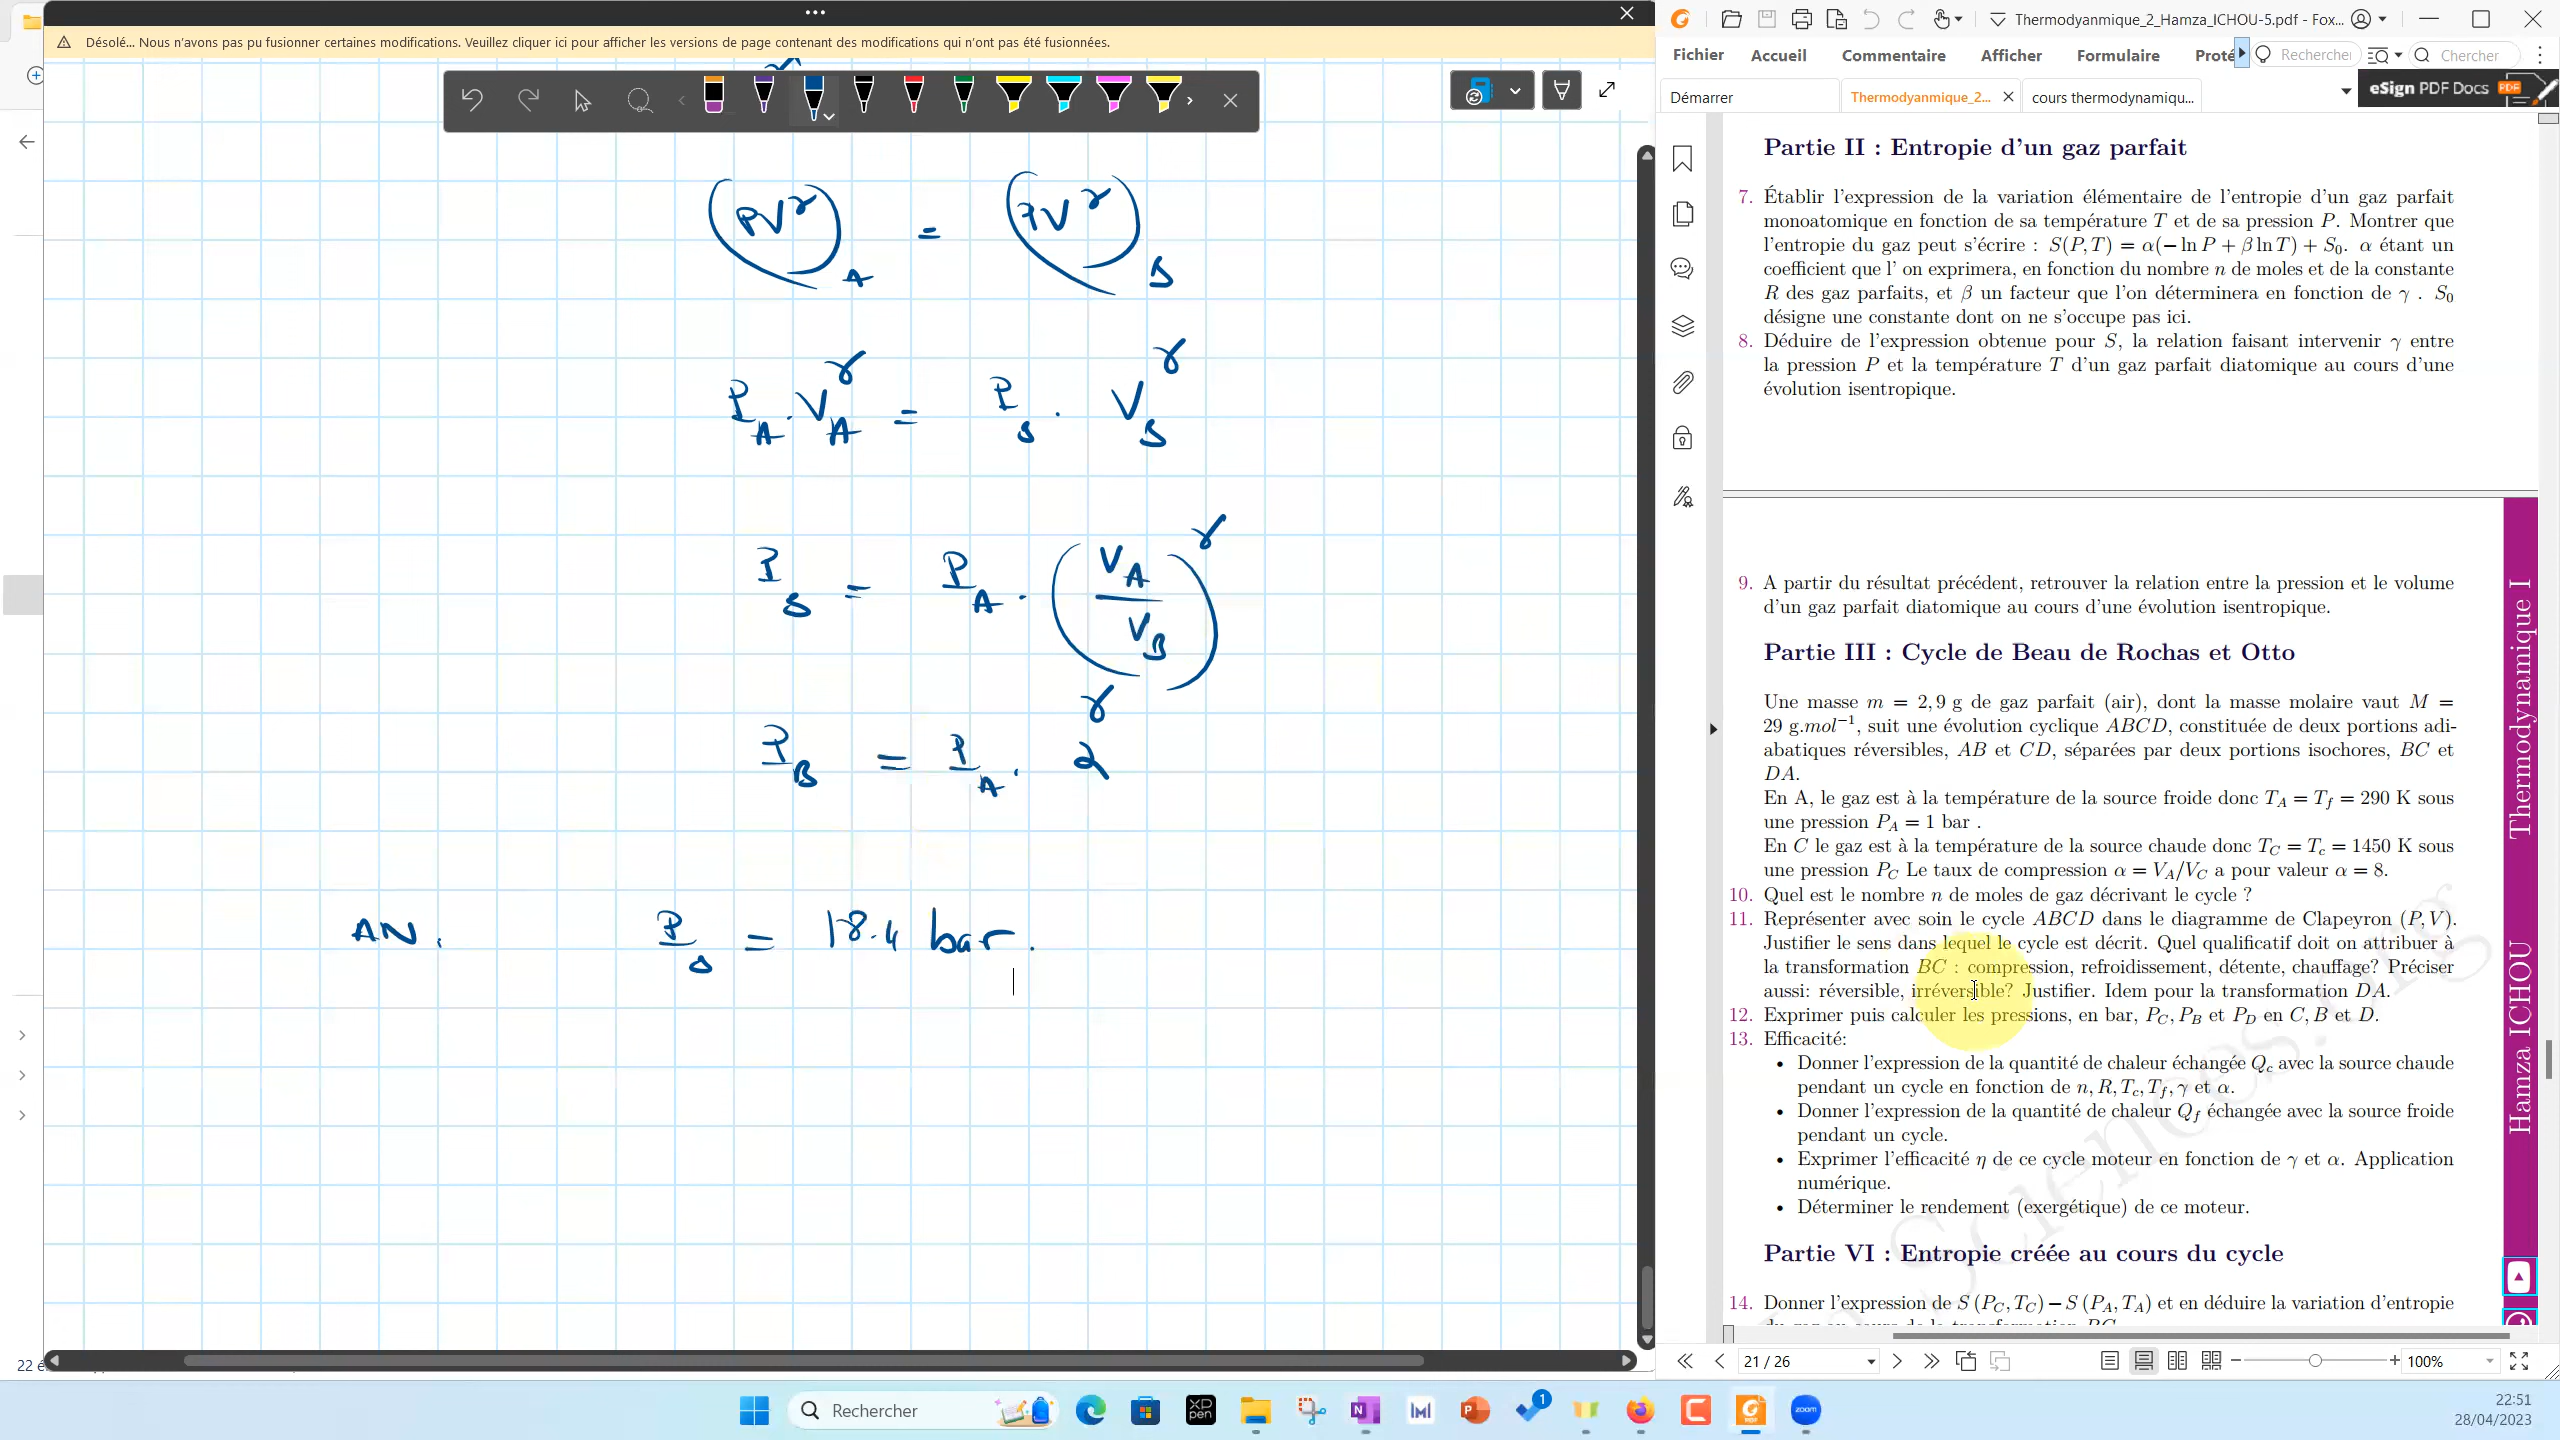 Désolé... Nous n'avons pas pu fusionner certaines modifications. Veuillez cliquer ici pour afficher les versions de page contenant des modifications qui n'ont pas été fusionnées.
(PV^γ)_A = (PV^γ)_B
P_A . V_A^γ = P_B . V_B^γ
P_B = P_A . (V_A / V_B)^γ
P_B = P_A . α^γ
AN. P_B = 18.4 bar.
22 é
Thermodyanmique_2_Hamza_ICHOU-5.pdf - Fox...
Fichier Accueil Commentaire Afficher Formulaire Proté Rechercher Chercher
Démarrer Thermodyanmique_2... cours thermodynamiqu... eSign PDF Docs PDF
Partie II : Entropie d'un gaz parfait
7. Établir l'expression de la variation élémentaire de l'entropie d'un gaz parfait
monoatomique en fonction de sa température T et de sa pression P. Montrer que
l'entropie du gaz peut s'écrire : S(P,T) = α(− ln P + β ln T) + S₀. α étant un
coefficient que l' on exprimera, en fonction du nombre n de moles et de la constante
R des gaz parfaits, et β un facteur que l'on déterminera en fonction de γ . S₀
désigne une constante dont on ne s'occupe pas ici.
8. Déduire de l'expression obtenue pour S, la relation faisant intervenir γ entre
la pression P et la température T d'un gaz parfait diatomique au cours d'une
évolution isentropique.
9. A partir du résultat précédent, retrouver la relation entre la pression et le volume
d'un gaz parfait diatomique au cours d'une évolution isentropique.
Partie III : Cycle de Beau de Rochas et Otto
Une masse m = 2,9 g de gaz parfait (air), dont la masse molaire vaut M =
29 g.mol⁻¹, suit une évolution cyclique ABCD, constituée de deux portions adi-
abatiques réversibles, AB et CD, séparées par deux portions isochores, BC et
DA.
En A, le gaz est à la température de la source froide donc T_A = T_f = 290 K sous
une pression P_A = 1 bar .
En C le gaz est à la température de la source chaude donc T_C = T_c = 1450 K sous
une pression P_C Le taux de compression α = V_A/V_C a pour valeur α = 8.
10. Quel est le nombre n de moles de gaz décrivant le cycle ?
11. Représenter avec soin le cycle ABCD dans le diagramme de Clapeyron (P, V).
Justifier le sens dans lequel le cycle est décrit. Quel qualificatif doit on attribuer à
la transformation BC : compression, refroidissement, détente, chauffage? Préciser
aussi: réversible, irréversible? Justifier. Idem pour la transformation DA.
12. Exprimer puis calculer les pressions, en bar, P_C, P_B et P_D en C, B et D.
13. Efficacité:
• Donner l'expression de la quantité de chaleur échangée Q_c avec la source chaude
pendant un cycle en fonction de n, R, T_c, T_f, γ et α.
• Donner l'expression de la quantité de chaleur Q_f échangée avec la source froide
pendant un cycle.
• Exprimer l'efficacité η de ce cycle moteur en fonction de γ et α. Application
numérique.
• Déterminer le rendement (exergétique) de ce moteur.
Partie VI : Entropie créée au cours du cycle
14. Donner l'expression de S (P_C, T_C) − S (P_A, T_A) et en déduire la variation d'entropie
Thermodynamique I
Hamza ICHOU
Sciences.org
21 / 26
100%
Rechercher
1
22:51
28/04/2023